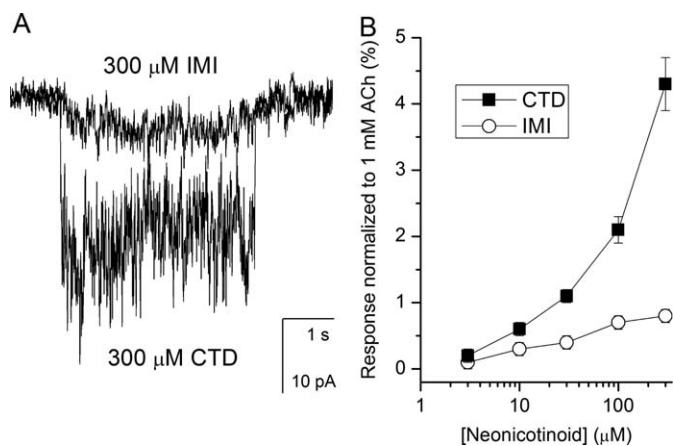 A
300 μM IMI
300 μM CTD
1 s
10 pA
B
Response normalized to 1 mM ACh (%)
5
4
3
2
1
0
CTD
IMI
1 10 100
[Neonicotinoid] (μM)